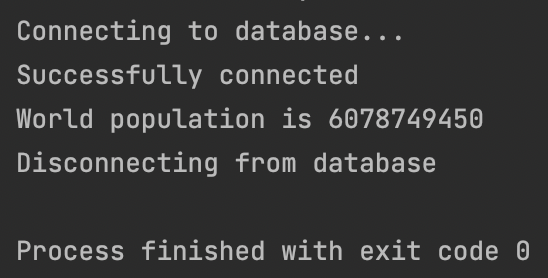 Connecting to database...
Successfully connected
World population is 6078749450
Disconnecting from database
Process finished with exit code 0